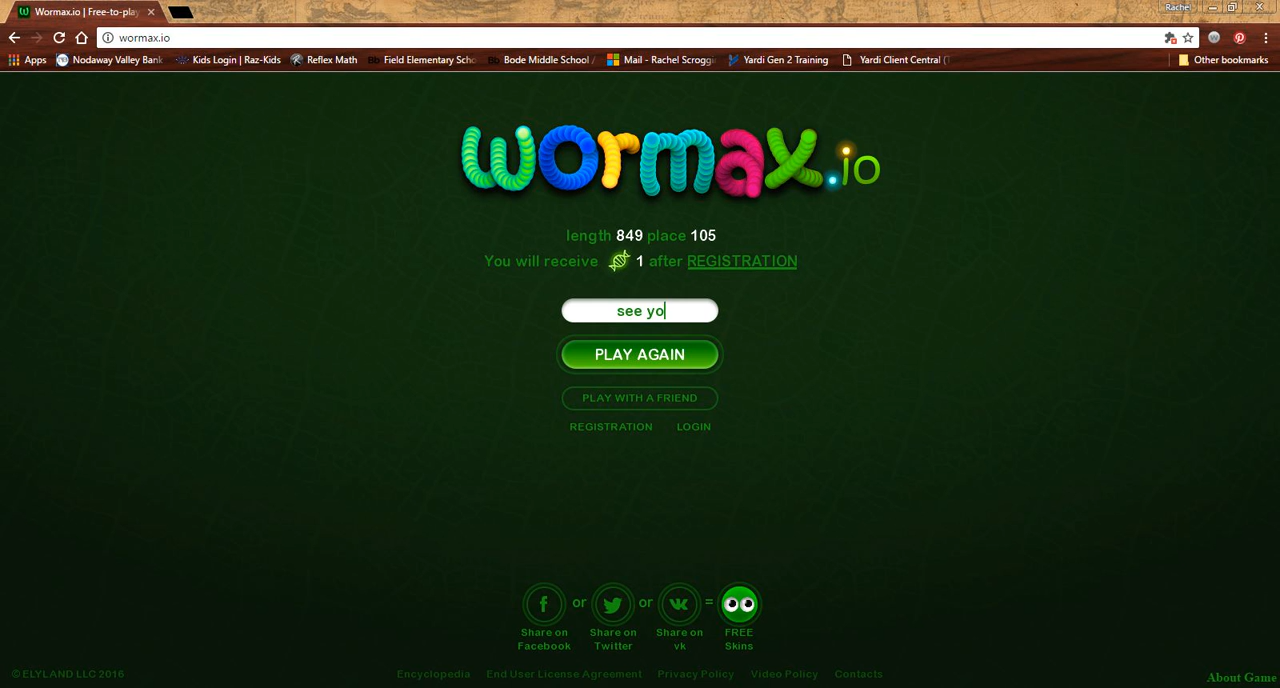 Wormax.io | Free-to-play
Rachel
wormax.io
Apps
Nodaway Valley Bank
Kids Login | Raz-Kids
Reflex Math
Bb Field Elementary Scho
Bb Bode Middle School /
Mail - Rachel Scroggi
Yardi Gen 2 Training
Yardi Client Central (
Other bookmarks
wormax.io
length 849 place 105
You will receive 1 after REGISTRATION
see yo
PLAY AGAIN
PLAY WITH A FRIEND
REGISTRATION LOGIN
or or =
Share on Facebook
Share on Twitter
Share on vk
FREE Skins
© ELYLAND LLC 2016
Encyclopedia
End User License Agreement
Privacy Policy
Video Policy
Contacts
About Game